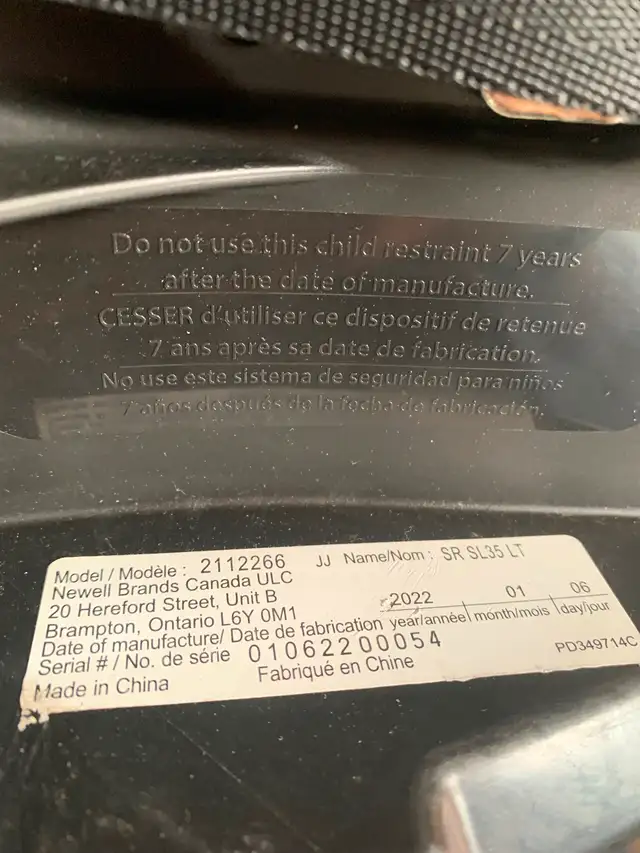 Do not use this child restraint 7 years
after the date of manufacture.
CESSER d'utiliser ce dispositif de retenue
7 ans après sa date de fabrication.
No use este sistema de seguridad para niños
7 años después de la fecha de fabricación.
Model / Modèle : 2112266 JJ Name/Nom : SR SL35 LT
Newell Brands Canada ULC
20 Hereford Street, Unit B
Brampton, Ontario L6Y 0M1
2022 01 06
Date of manufacture/ Date de fabrication year/année month/mois day/jour
Serial # / No. de série 01062200054
PD349714C
Made in China Fabriqué en Chine